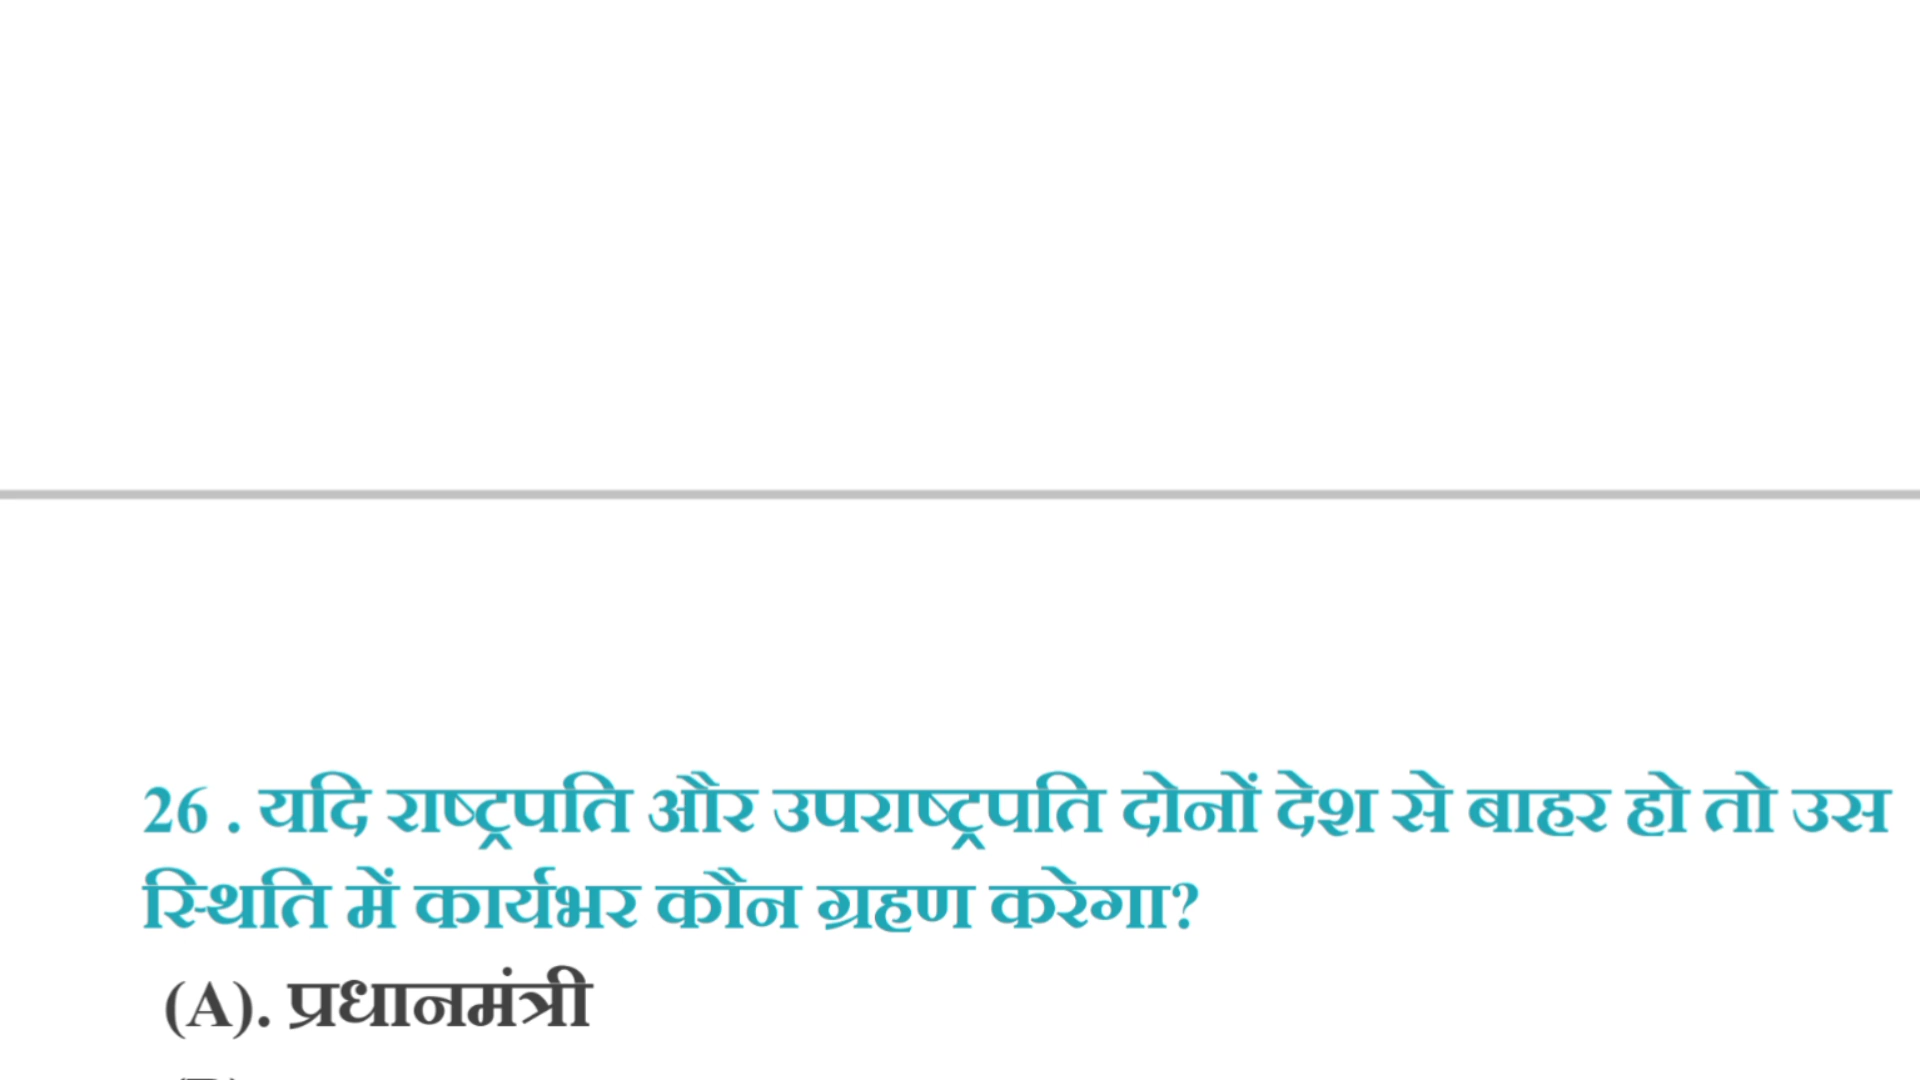 26 . यदि राष्ट्रपति और उपराष्ट्रपति दोनों देश से बाहर हो तो उस
स्थिति में कार्यभर कौन ग्रहण करेगा?
(A). प्रधानमंत्री